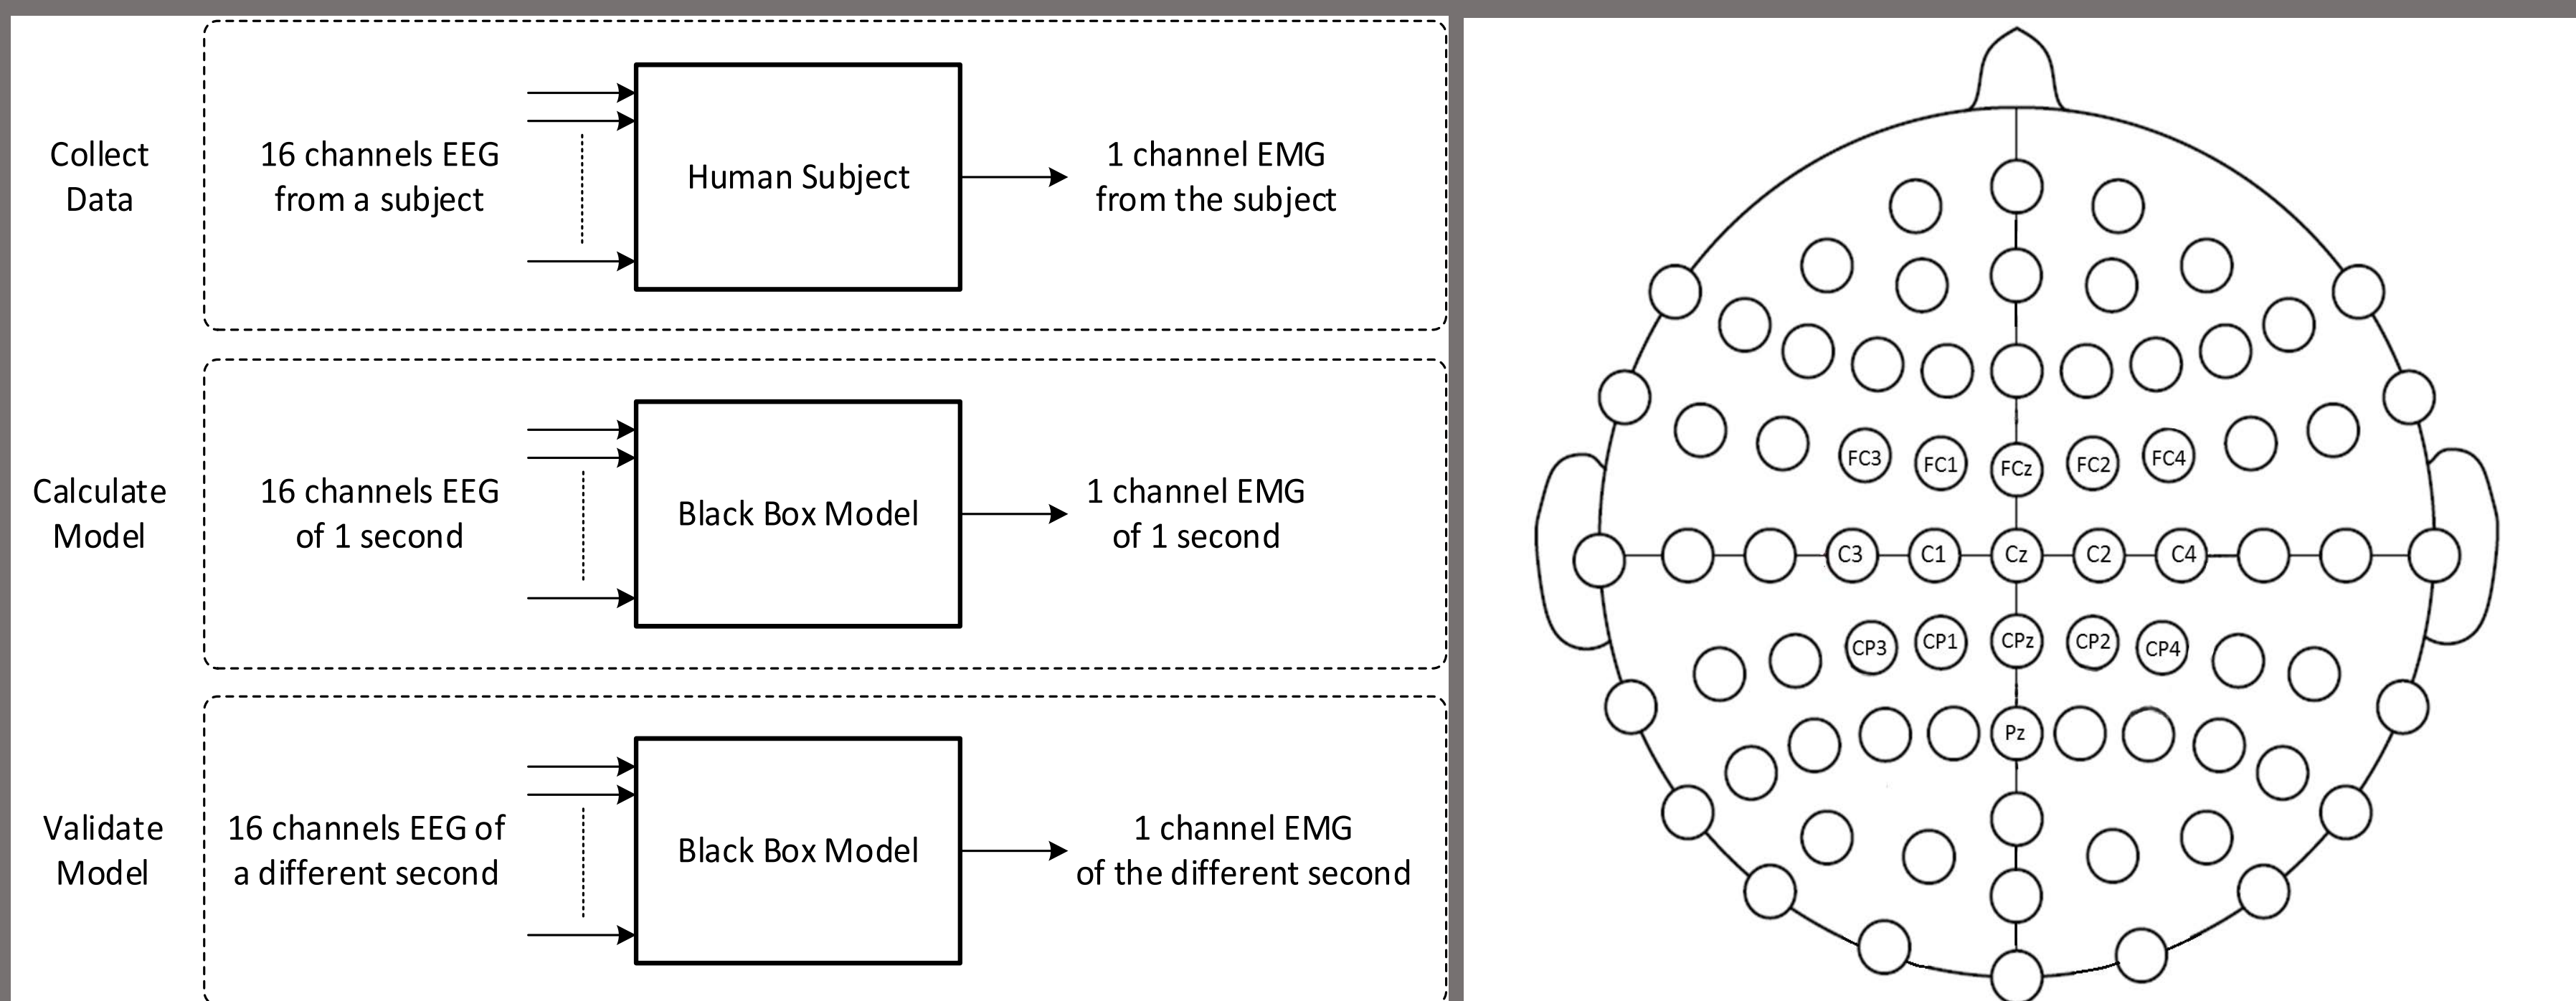 Collect
Data
16 channels EEG
from a subject
Human Subject
1 channel EMG
from the subject
Calculate
Model
16 channels EEG
of 1 second
Black Box Model
1 channel EMG
of 1 second
Validate
Model
16 channels EEG of
a different second
Black Box Model
1 channel EMG
of the different second
FC3 FC1 FCz FC2 FC4
C3 C1 Cz C2 C4
CP3 CP1 CPz CP2 CP4
Pz